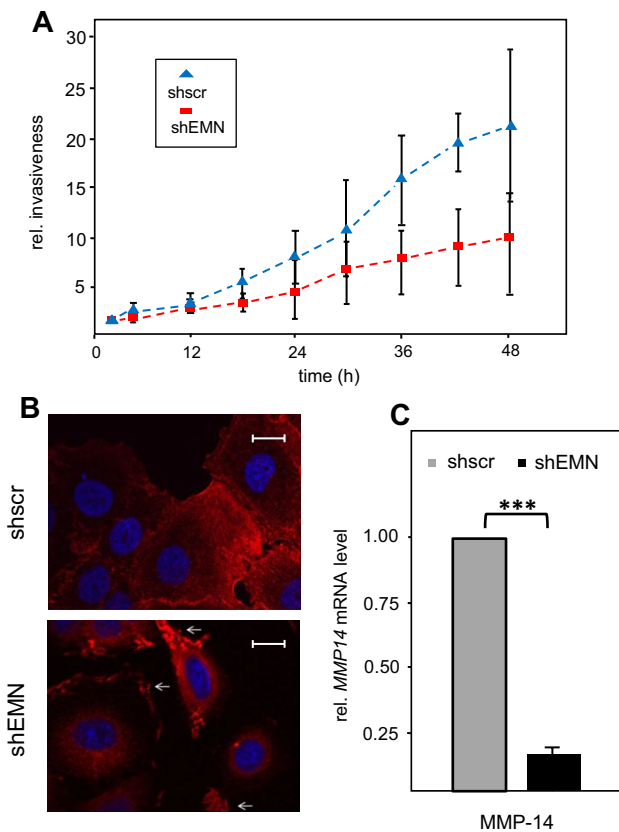 A
30
25
20
15
10
5
rel. invasiveness
shscr
shEMN
0 12 24 36 48
time (h)
B
shscr
shEMN
C
shscr shEMN
***
1.00
0.75
0.50
0.25
rel. MMP14 mRNA level
MMP-14